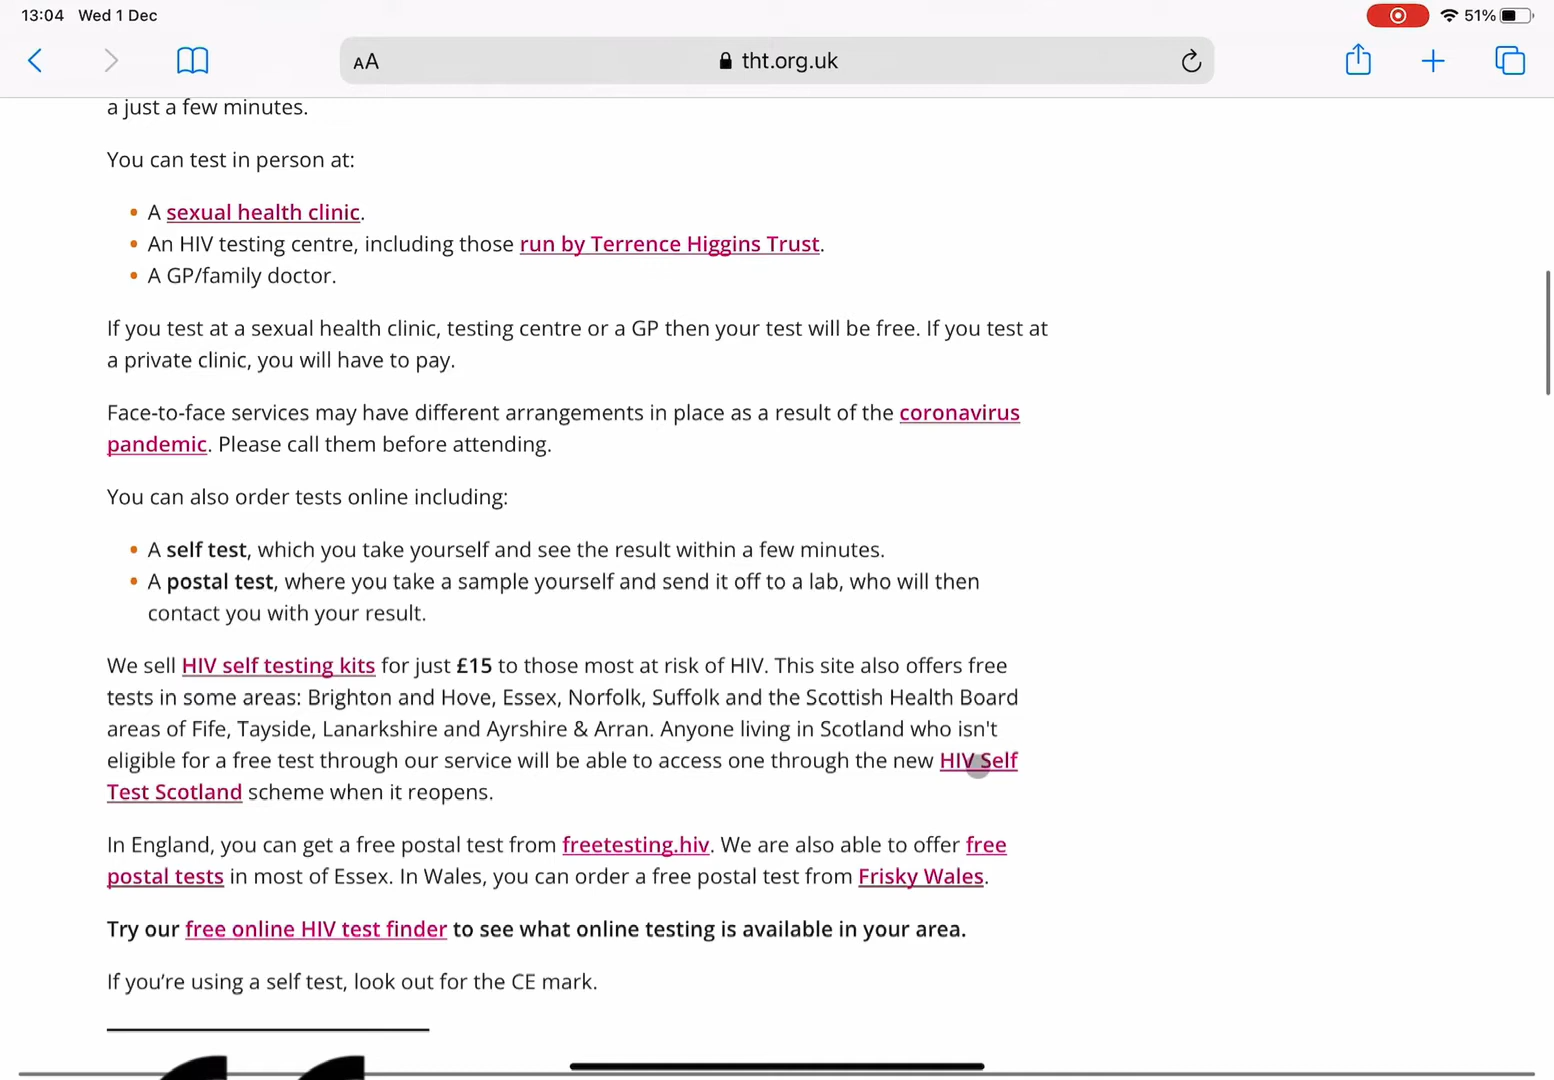 13:04 Wed 1 Dec
51%
AA
tht.org.uk
a just a few minutes.
You can test in person at:
• A sexual health clinic.
• An HIV testing centre, including those run by Terrence Higgins Trust.
• A GP/family doctor.
If you test at a sexual health clinic, testing centre or a GP then your test will be free. If you test at
a private clinic, you will have to pay.
Face-to-face services may have different arrangements in place as a result of the coronavirus
pandemic. Please call them before attending.
You can also order tests online including:
• A self test, which you take yourself and see the result within a few minutes.
• A postal test, where you take a sample yourself and send it off to a lab, who will then
contact you with your result.
We sell HIV self testing kits for just £15 to those most at risk of HIV. This site also offers free
tests in some areas: Brighton and Hove, Essex, Norfolk, Suffolk and the Scottish Health Board
areas of Fife, Tayside, Lanarkshire and Ayrshire & Arran. Anyone living in Scotland who isn't
eligible for a free test through our service will be able to access one through the new HIV Self
Test Scotland scheme when it reopens.
In England, you can get a free postal test from freetesting.hiv. We are also able to offer free
postal tests in most of Essex. In Wales, you can order a free postal test from Frisky Wales.
Try our free online HIV test finder to see what online testing is available in your area.
If you’re using a self test, look out for the CE mark.